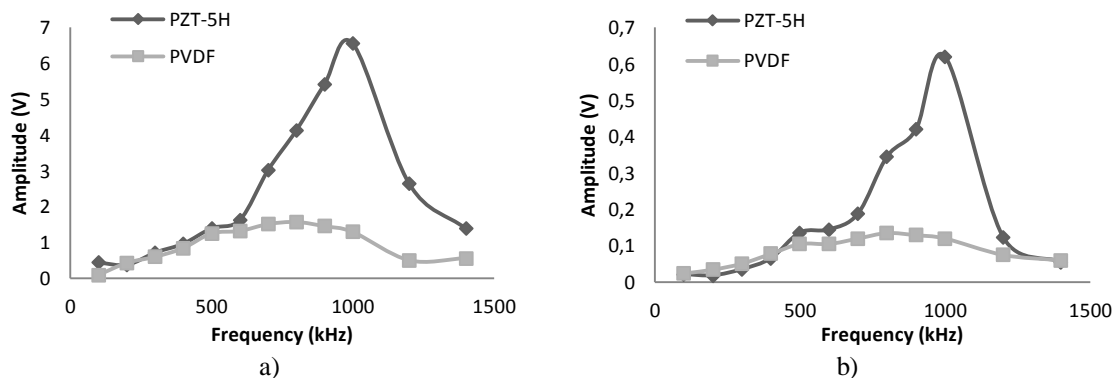 PZT-5H
PVDF
7
6
5
4
3
2
1
0
Amplitude (V)
0
500
1000
1500
Frequency (kHz)
a)
PZT-5H
PVDF
0,7
0,6
0,5
0,4
0,3
0,2
0,1
0
Amplitude (V)
0
500
1000
1500
Frequency (kHz)
b)